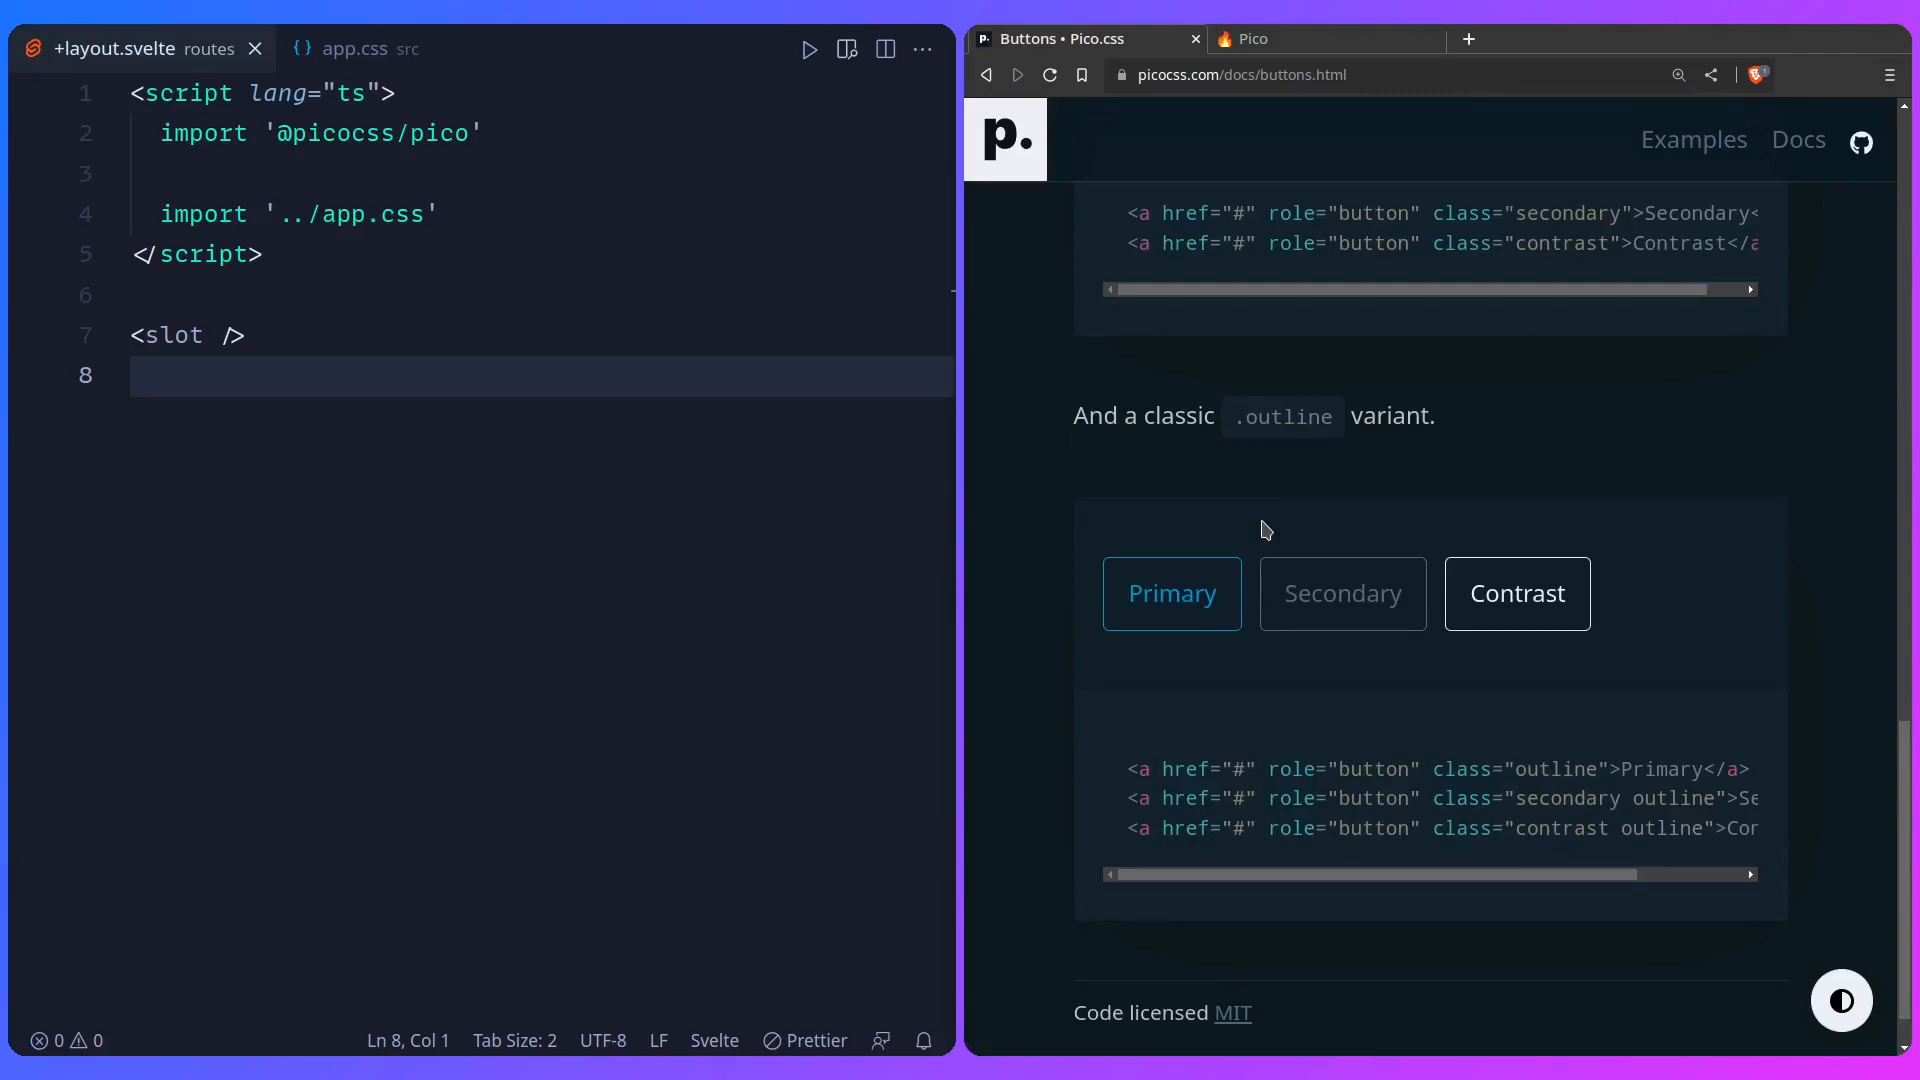 +layout.svelte routes
app.css src
1 <script lang="ts">
2 import '@picocss/pico'
3
4 import '../app.css'
5 </script>
6
7 <slot />
8
0 0
Ln 8, Col 1
Tab Size: 2
UTF-8
LF
Svelte
Prettier
p. Buttons • Pico.css
Pico
picocss.com/docs/buttons.html
1
p.
Examples
Docs
<a href="#" role="button" class="secondary">Secondary<
<a href="#" role="button" class="contrast">Contrast</a
And a classic .outline variant.
Primary
Secondary
Contrast
<a href="#" role="button" class="outline">Primary</a>
<a href="#" role="button" class="secondary outline">Se
<a href="#" role="button" class="contrast outline">Con
Code licensed MIT